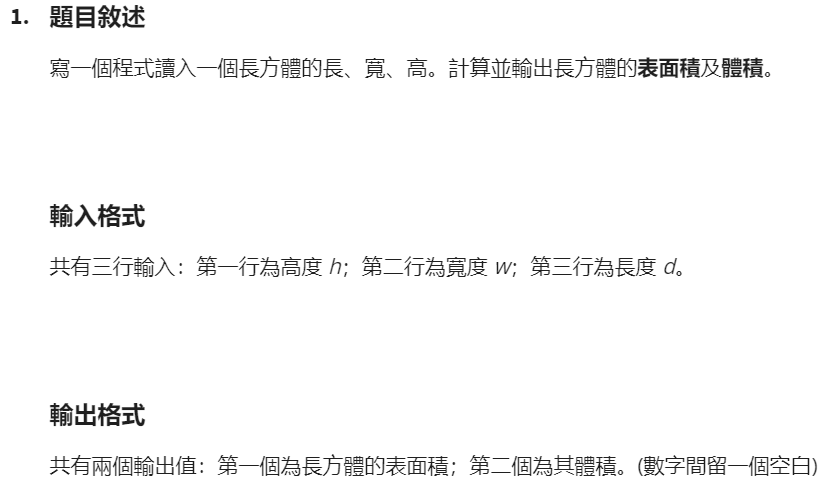 1. 題目敘述
寫一個程式讀入一個長方體的長、寬、高。計算並輸出長方體的表面積及體積。
輸入格式
共有三行輸入：第一行為高度 h；第二行為寬度 w；第三行為長度 d。
輸出格式
共有兩個輸出值：第一個為長方體的表面積；第二個為其體積。(數字間留一個空白)